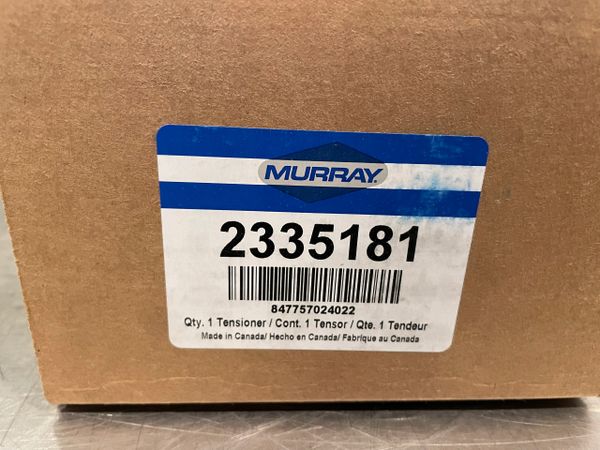 MURRAY.
2335181
847757024022
Qty. 1 Tensioner / Cont. 1 Tensor / Qte. 1 Tendeur
Made in Canada/ Hecho en Canada/ Fabrique au Canada